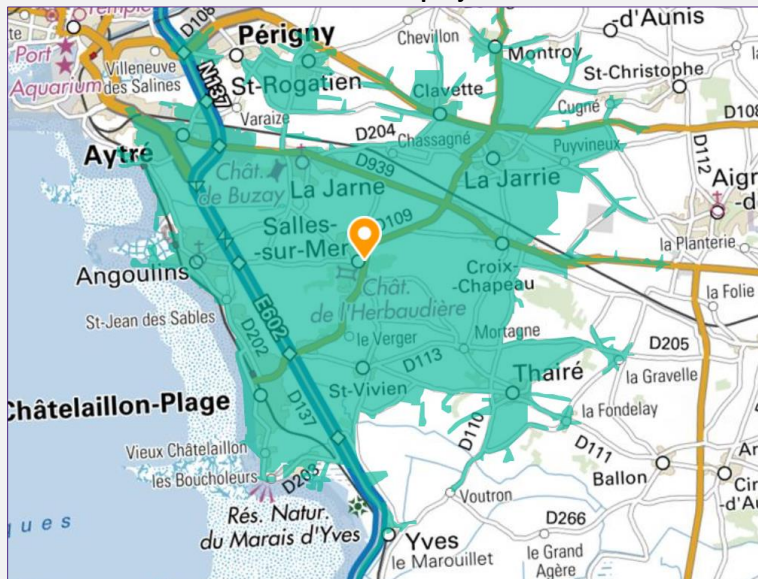 Temple
D108
Périgny
Chevillon
-d'Aunis
Montroy
Port
Aquarium
Villeneuve
des Salines
N137
St-Rogatien
St-Christophe
Clavette
Cugné
Varaize
D204
Chassagné
D108
Aytré
Chât.
de Buzay
D939
Puyvineux
D112
La Jarne
La Jarrie
Aigr
-d
Salles-
sur-Mer
D109
la Planterie
Angoulins
Croix-
Chapeau
Chât.
de l'Herbaudière
la Folie
St-Jean des Sables
E602
D202
le Verger
Mortagne
D205
D113
la Gravelle
St-Vivien
Thairé
Châtelaillon-Plage
D137
la Fondelay
D110
D111
Vieux Châtelaillon
les Boucholeurs
D203
Ballon
Voutron
Rés. Natur.
du Marais d'Yves
Yves
D266
le Marouillet
le Grand
Agère
ques